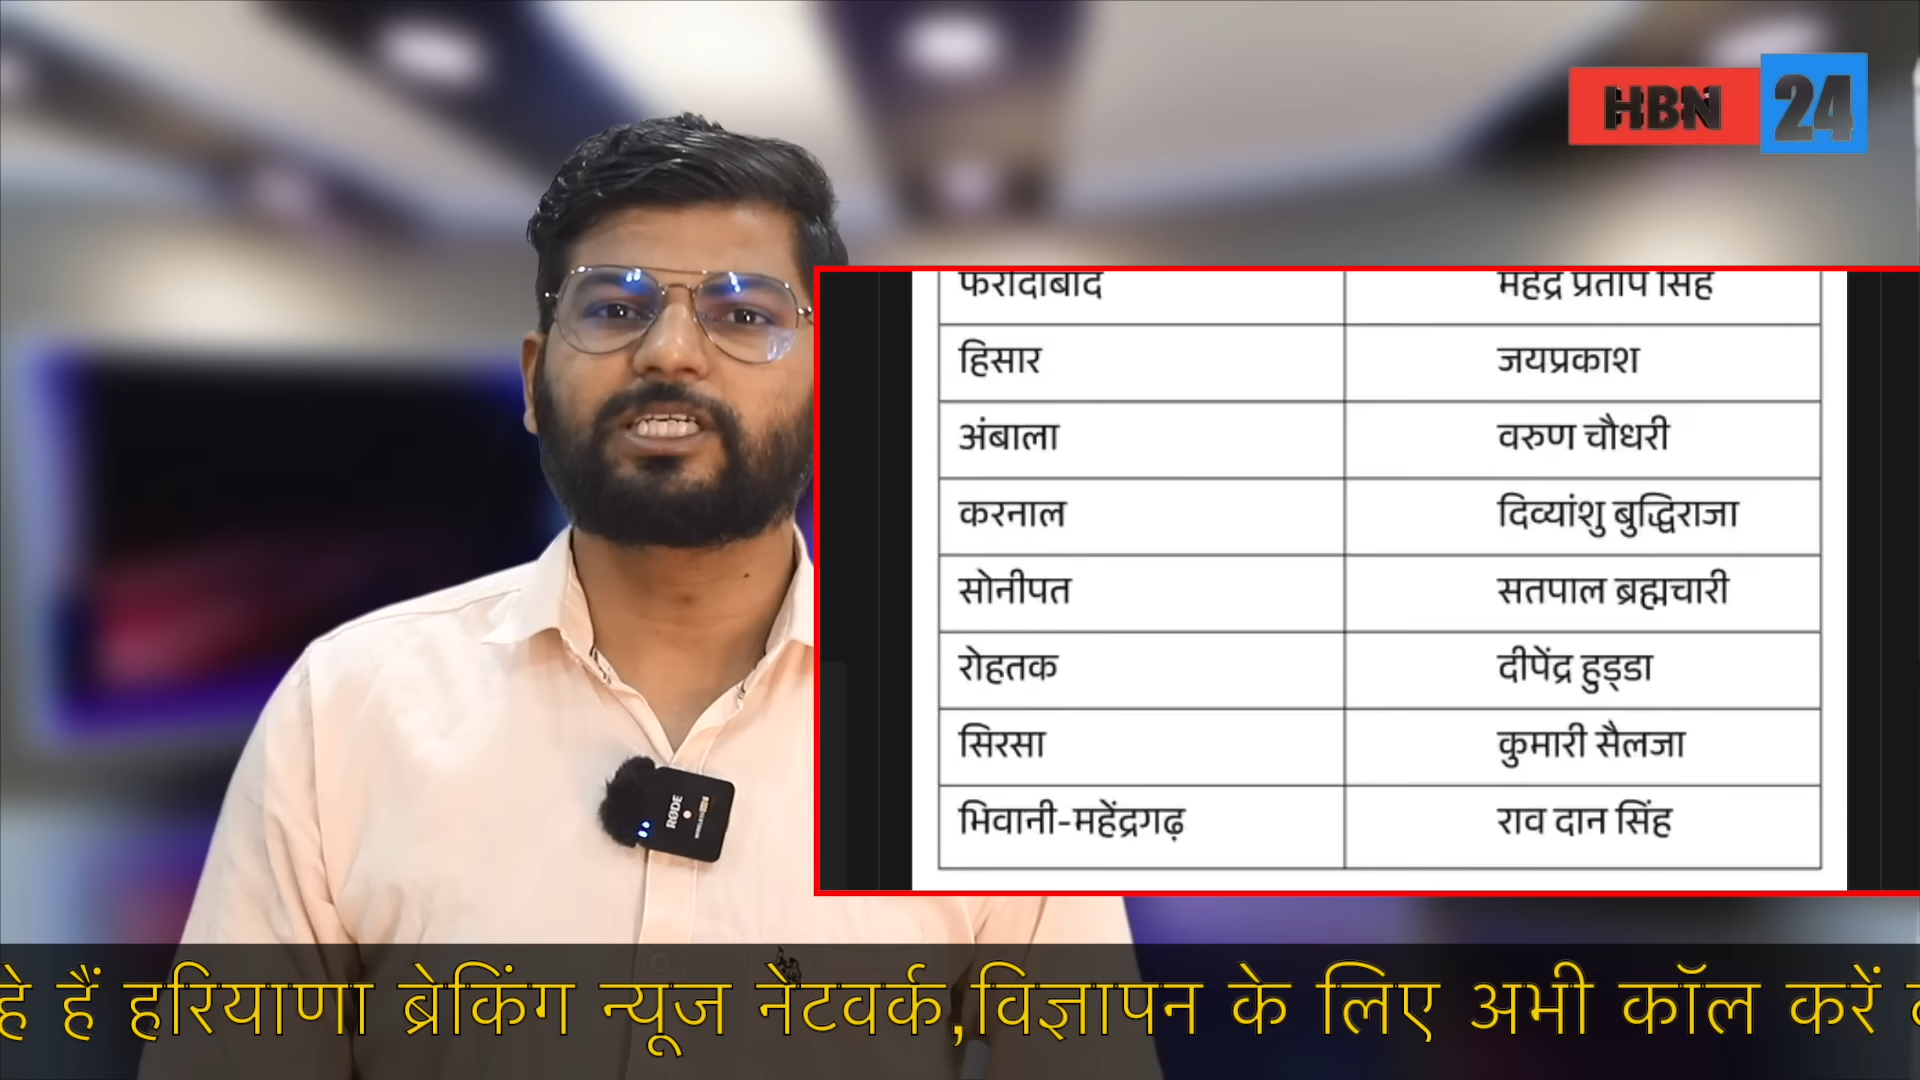 HBN 24
फरीदाबाद महेंद्र प्रताप सिंह
हिसार जयप्रकाश
अंबाला वरुण चौधरी
करनाल दिव्यांशु बुद्धिराजा
सोनीपत सतपाल ब्रह्मचारी
रोहतक दीपेंद्र हुड्डा
सिरसा कुमारी सैलजा
भिवानी-महेंद्रगढ़ राव दान सिंह
RODE
हे हैं हरियाणा ब्रेकिंग न्यूज नेटवर्क,विज्ञापन के लिए अभी कॉल करें